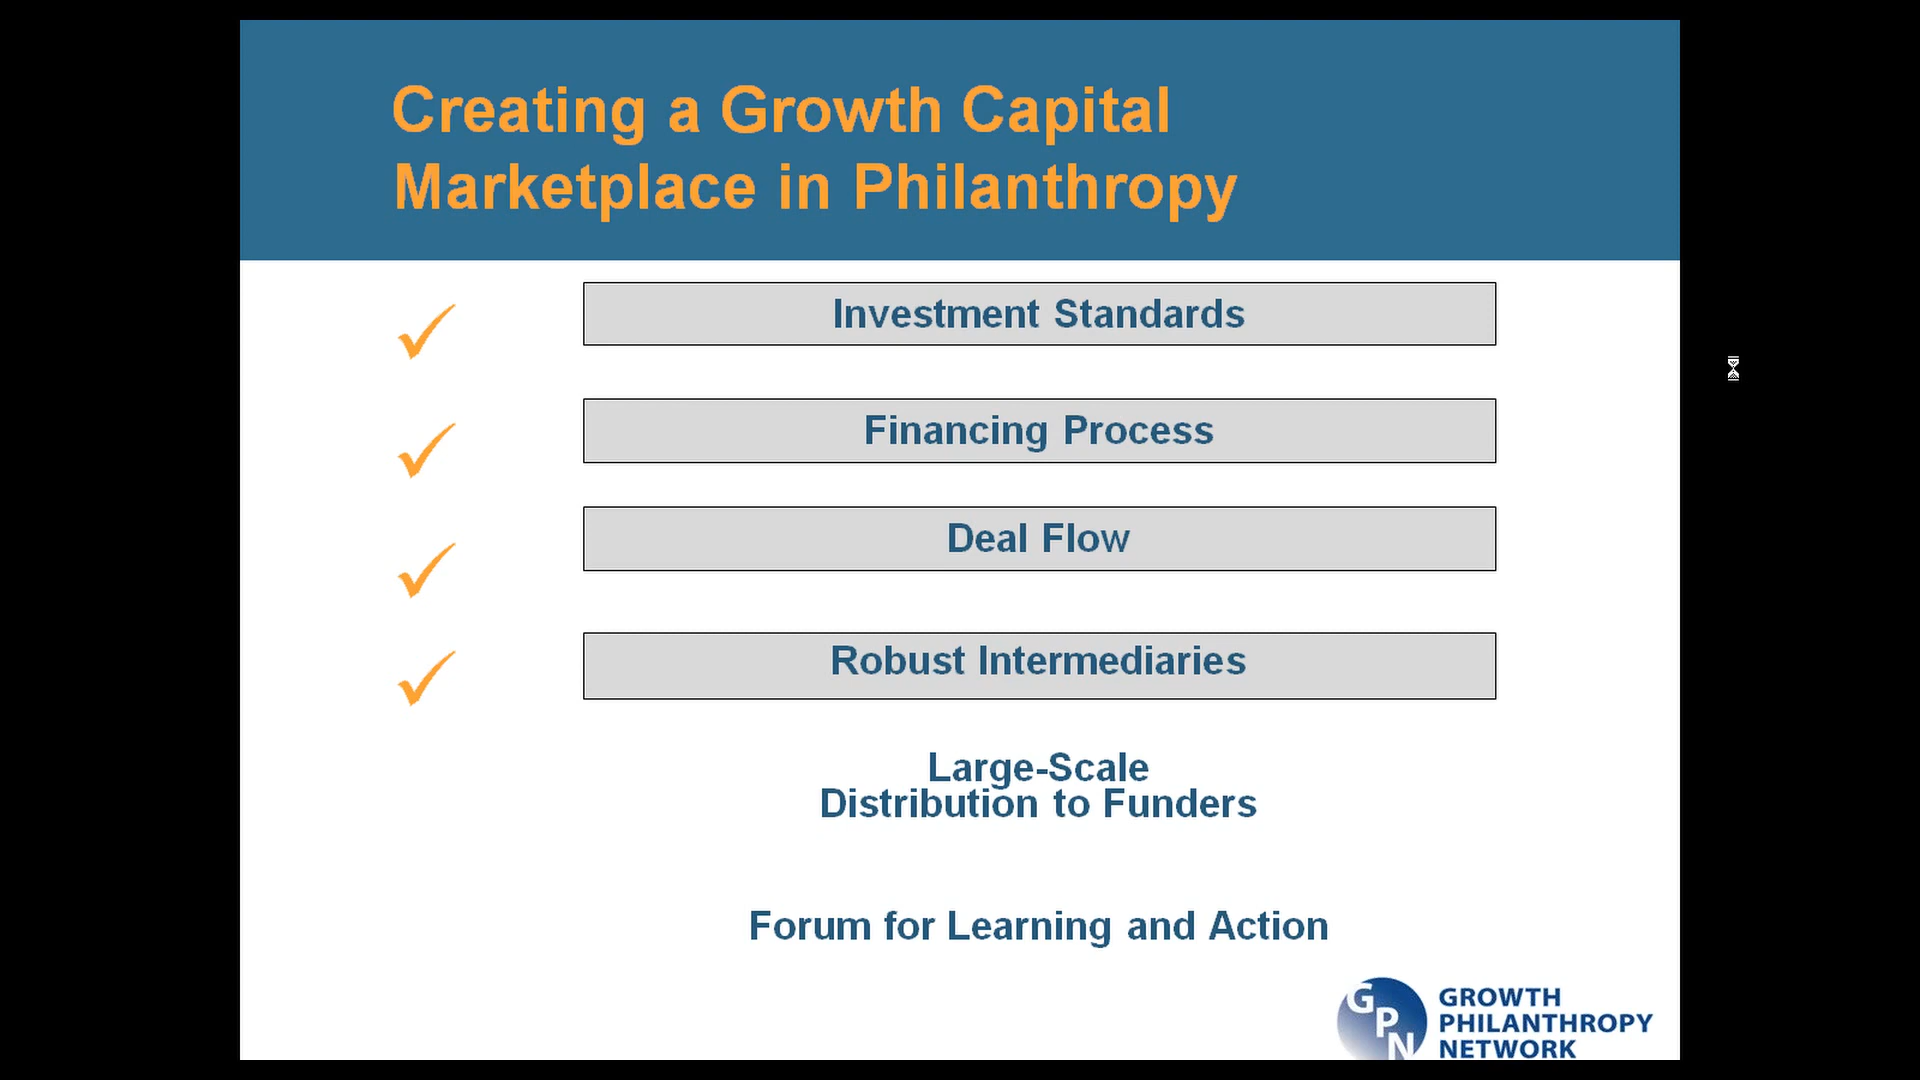 Creating a Growth Capital
Marketplace in Philanthropy
Investment Standards
Financing Process
Deal Flow
Robust Intermediaries
Large-Scale
Distribution to Funders
Forum for Learning and Action
GPN
GROWTH
PHILANTHROPY
NETWORK